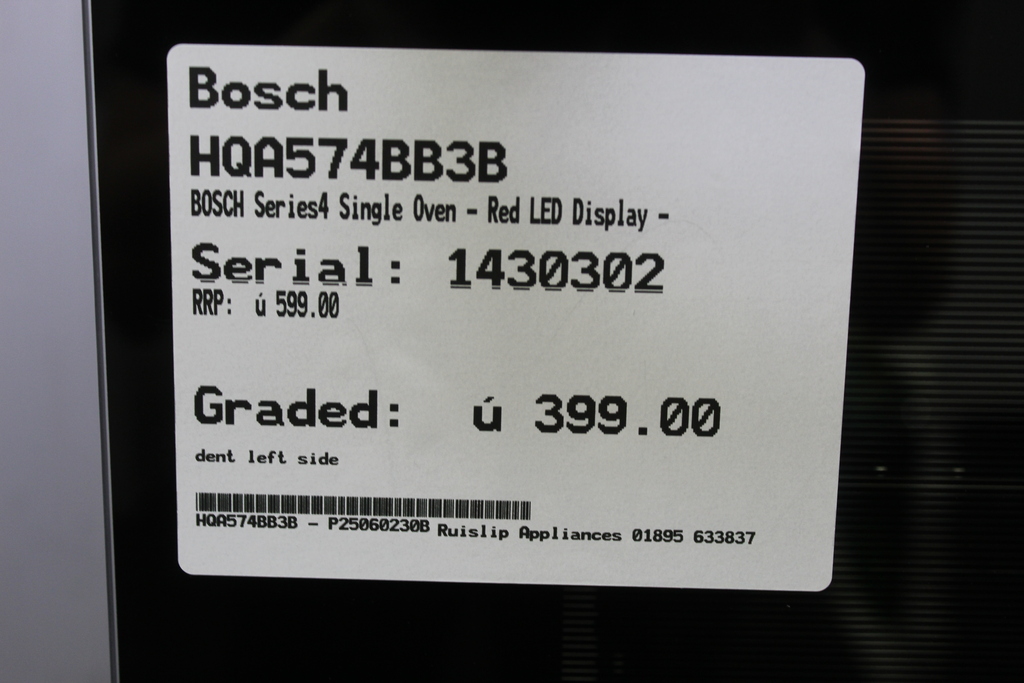 Bosch
HQA574BB3B
BOSCH Series4 Single Oven - Red LED Display -
Serial: 1430302
RRP: ú 599.00
Graded: ú 399.00
dent left side
HQA574BB3B - P25060230B Ruislip Appliances 01895 633837